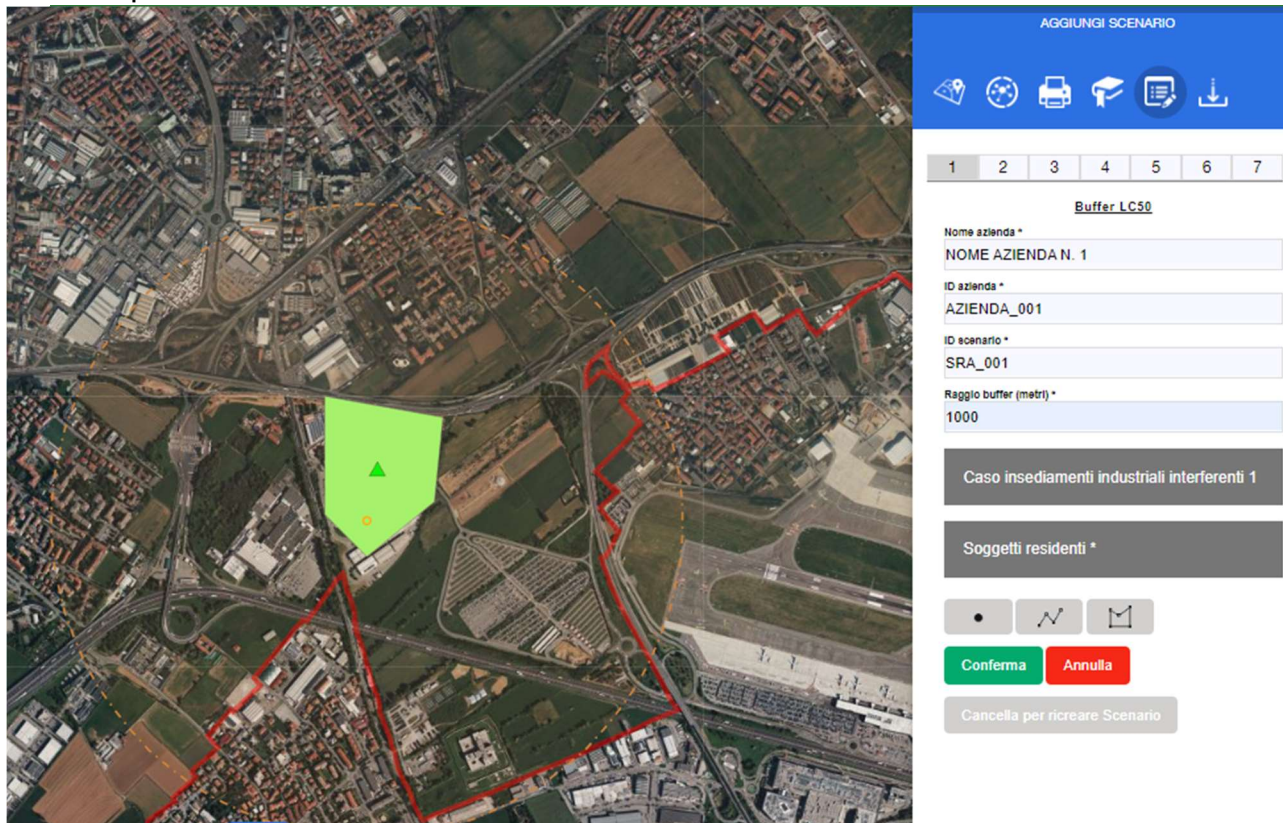 AGGIUNGI SCENARIO
1 2 3 4 5 6 7
Buffer LC50
Nome azienda *
NOME AZIENDA N. 1
ID azienda *
AZIENDA_001
ID scenario *
SRA_001
Raggio buffer (metri) *
1000
Caso insediamenti industriali interferenti 1
Soggetti residenti *
Conferma Annulla
Cancella per ricreare Scenario